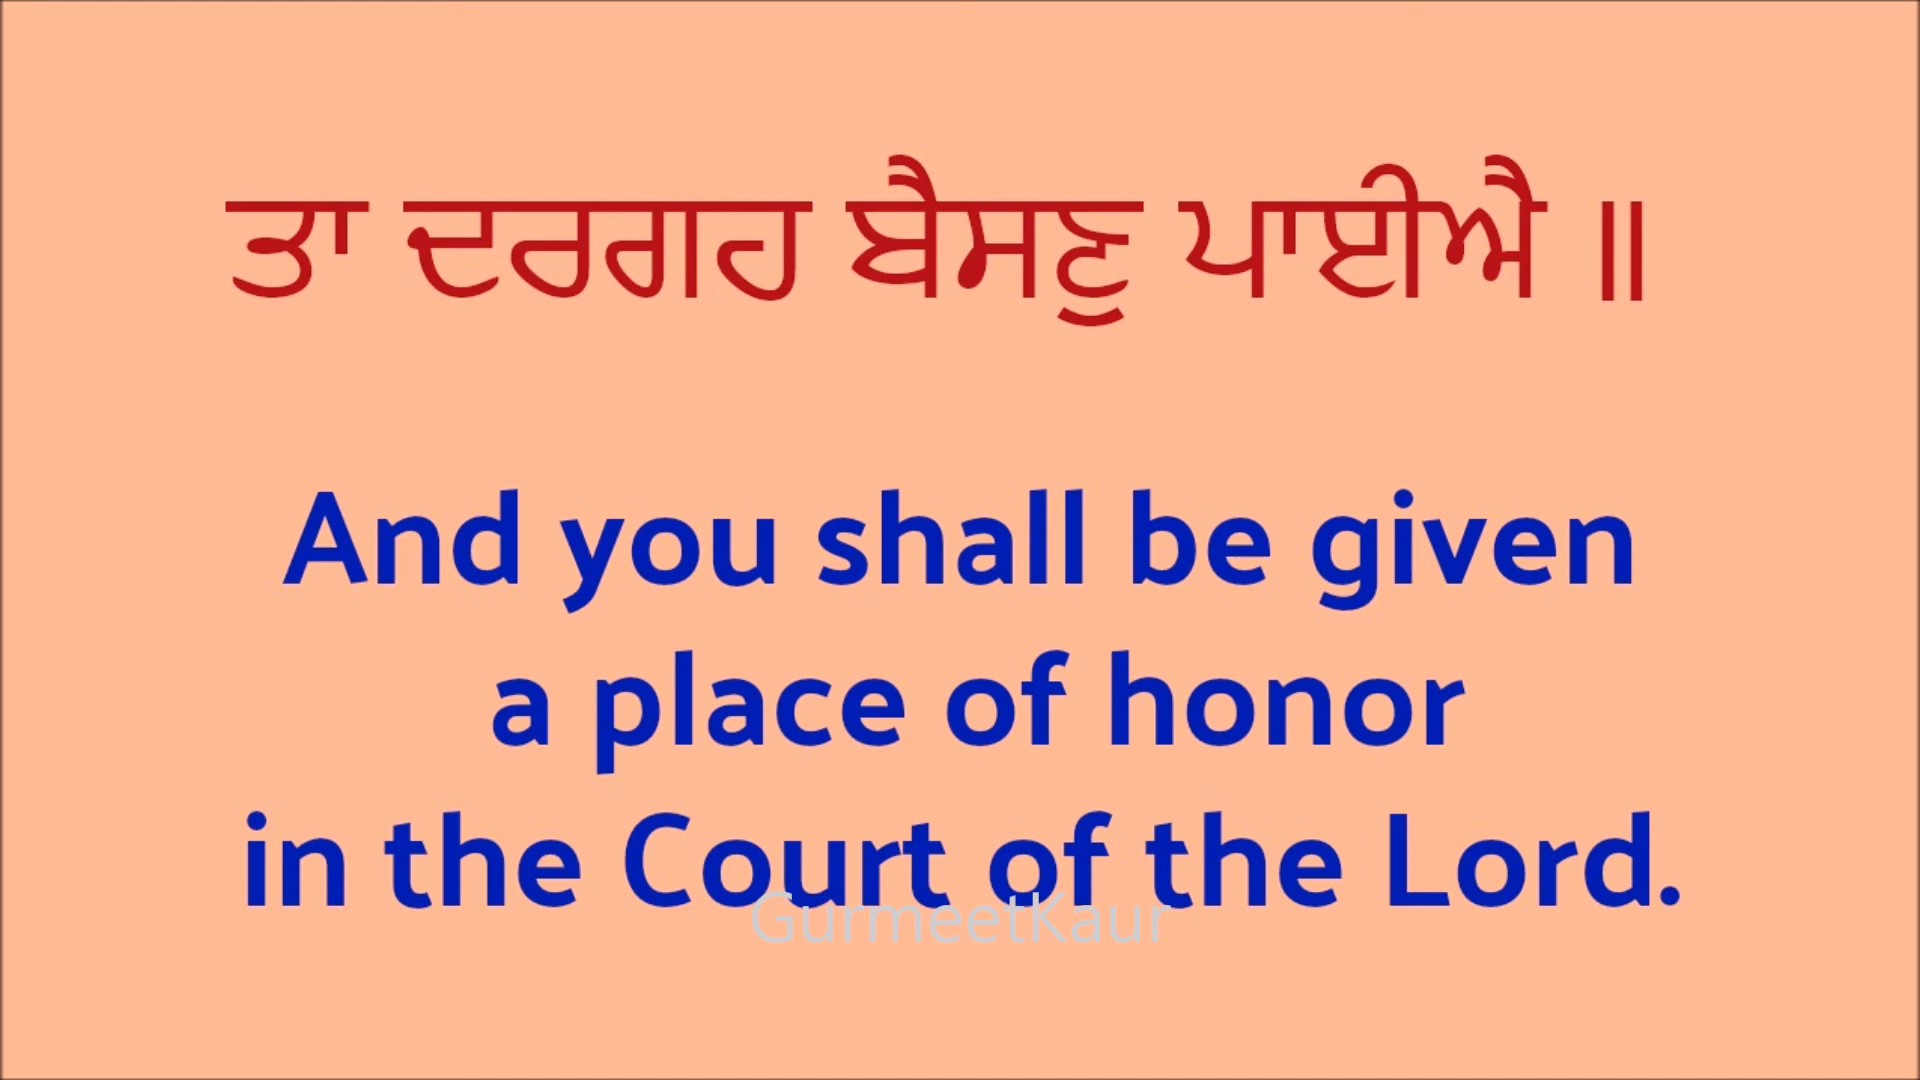 ਤਾ ਦਰਗਹ ਬੈਸਣੁ ਪਾਈਐ ॥
And you shall be given
a place of honor
in the Court of the Lord.
GurmeetKaur